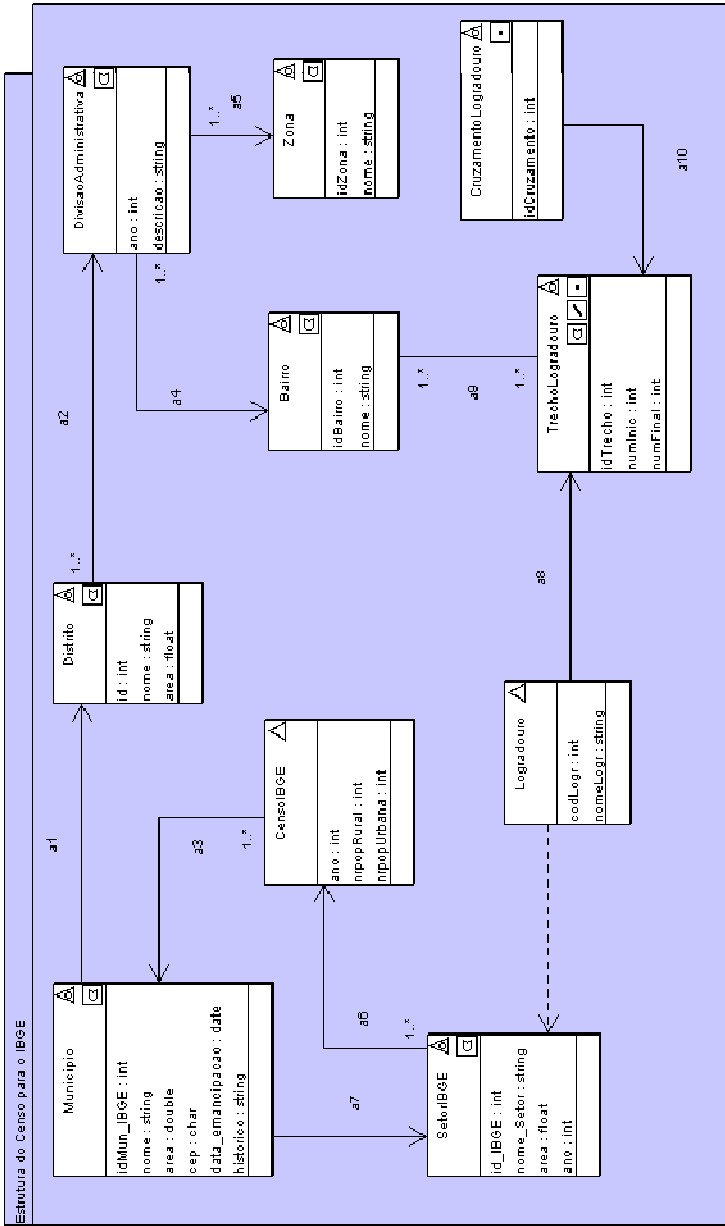 Estrutura do Censo para o IBGE
Municipio
idMun_IBGE : int
nome : string
area : double
cep : char
data_emancipacao : date
historico : string
a1
Distrito
id : int
nome : string
area : float
1..*
a2
DivisaoAdministrativa
ano : int
descricao : string
1..*
1..*
a3
CensoIBGE
ano : int
nrpopRural : int
nrpopUrbana : int
1..*
a4
Bairro
idBairro : int
nome : string
1..*
a5
Zona
idZona : int
nome : string
a7
a6
SetorIBGE
id_IBGE : int
nome_Setor : string
area : float
ano : int
1..*
Logradouro
codLogr : int
nomeLogr : string
a8
a9
1..*
TrechoLogradouro
idTrecho : int
numInic : int
numFinal : int
CruzamentoLogradouro
idCruzamento : int
a10